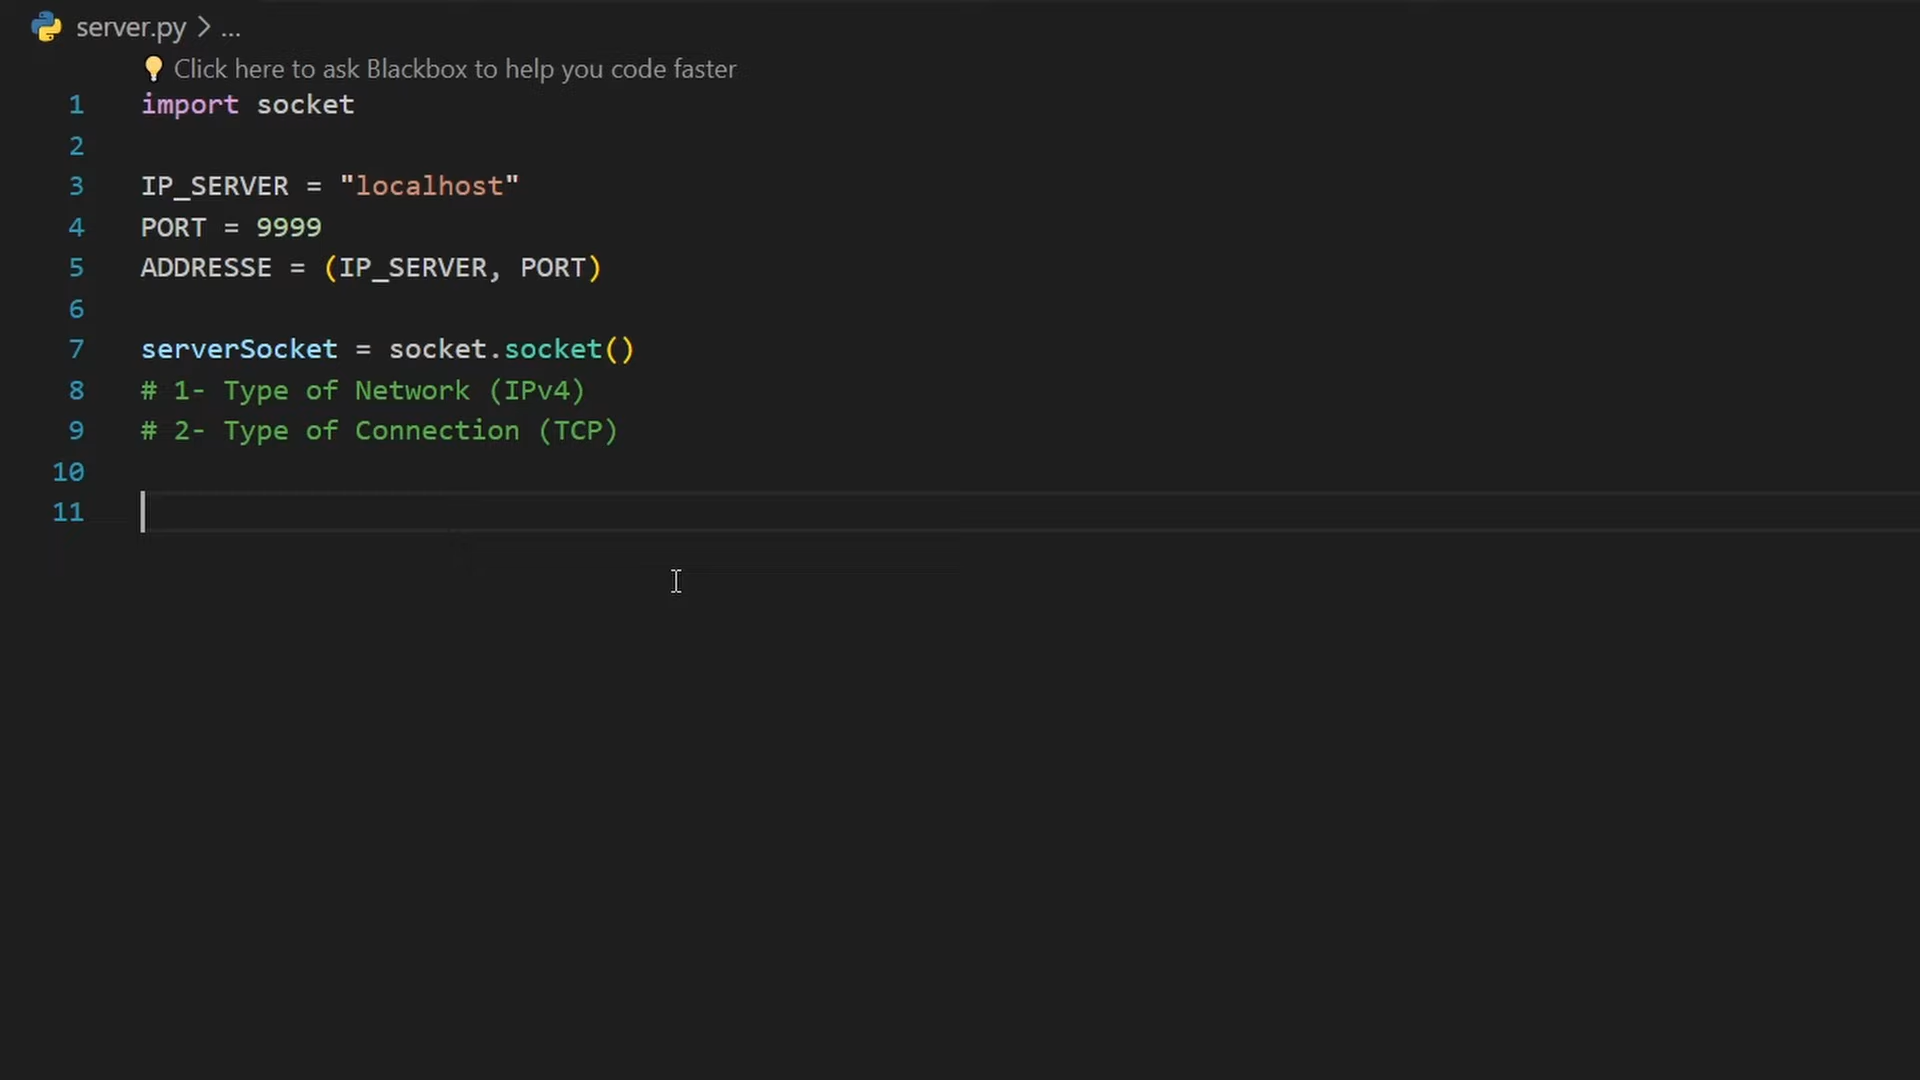 server.py > ...
Click here to ask Blackbox to help you code faster
1 import socket
2
3 IP_SERVER = "localhost"
4 PORT = 9999
5 ADDRESSE = (IP_SERVER, PORT)
6
7 serverSocket = socket.socket()
8 # 1- Type of Network (IPv4)
9 # 2- Type of Connection (TCP)
10
11